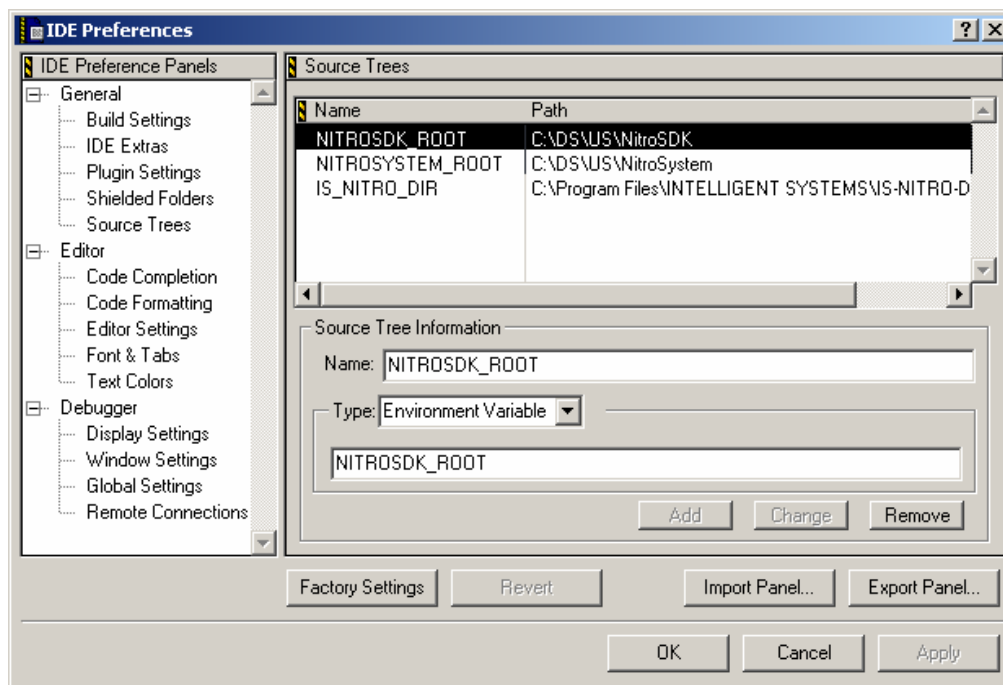 IDE Preferences
IDE Preference Panels
General
Build Settings
IDE Extras
Plugin Settings
Shielded Folders
Source Trees
Editor
Code Completion
Code Formatting
Editor Settings
Font & Tabs
Text Colors
Debugger
Display Settings
Window Settings
Global Settings
Remote Connections
Source Trees
Name Path
NITROSDK_ROOT C:\DS\US\NitroSDK
NITROSYSTEM_ROOT C:\DS\US\NitroSystem
IS_NITRO_DIR C:\Program Files\INTELLIGENT SYSTEMS\IS-NITRO-D
Source Tree Information
Name: NITROSDK_ROOT
Type: Environment Variable
NITROSDK_ROOT
Add Change Remove
Factory Settings Revert Import Panel... Export Panel...
OK Cancel Apply